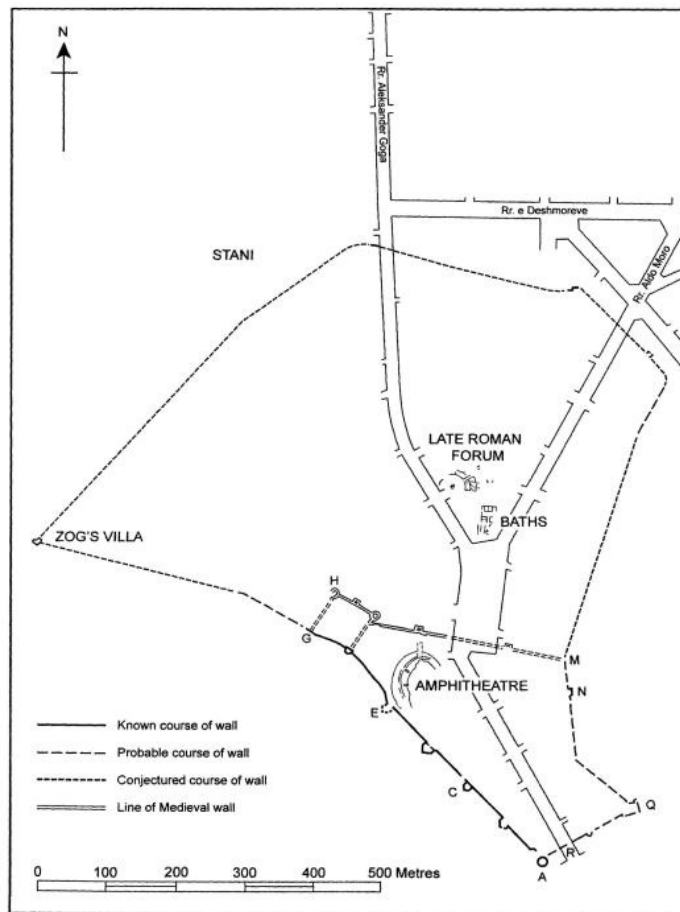 N
Rr. Aleksander Goga
Rr. e Deshmoreve
STANI
Rr. Aldo Moro
LATE ROMAN
FORUM
BATHS
ZOG'S VILLA
H
G
M
AMPHITHEATRE
N
E
Known course of wall
Probable course of wall
C
Q
Conjectured course of wall
Line of Medieval wall
R
0 100 200 300 400 500 Metres
A